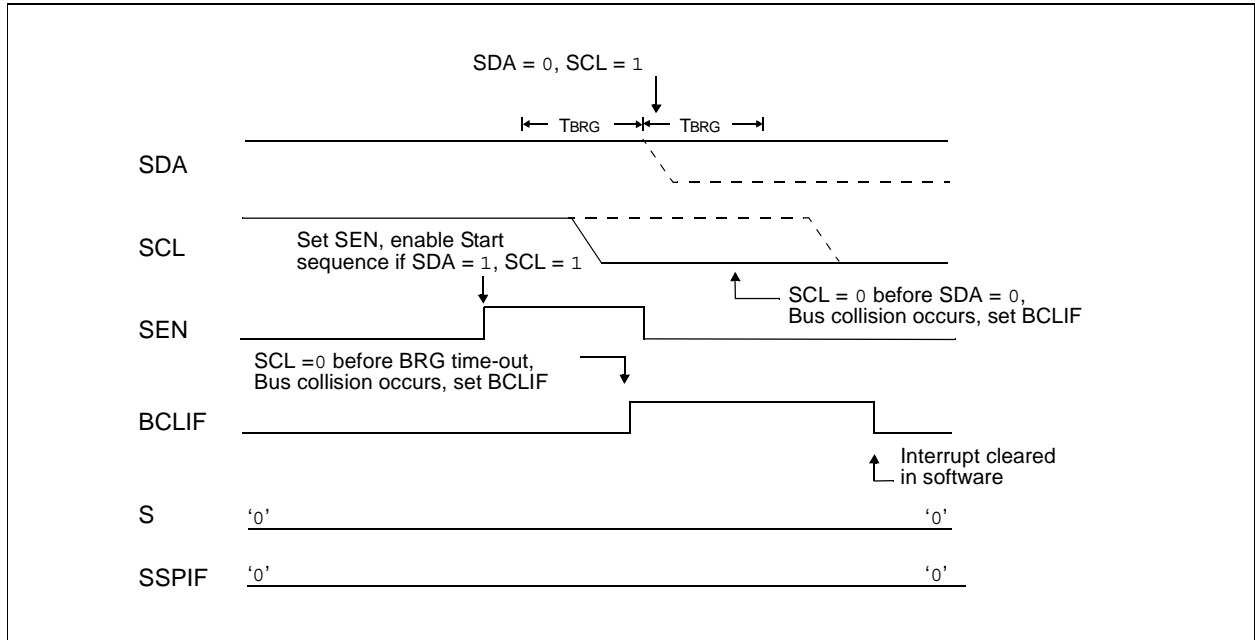 SDA = 0, SCL = 1
TBRG TBRG
SDA
SCL
Set SEN, enable Start
sequence if SDA = 1, SCL = 1
SCL = 0 before SDA = 0,
Bus collision occurs, set BCLIF
SEN
SCL =0 before BRG time-out,
Bus collision occurs, set BCLIF
BCLIF
Interrupt cleared
in software
S
‘0’ ‘0’
SSPIF
‘0’ ‘0’